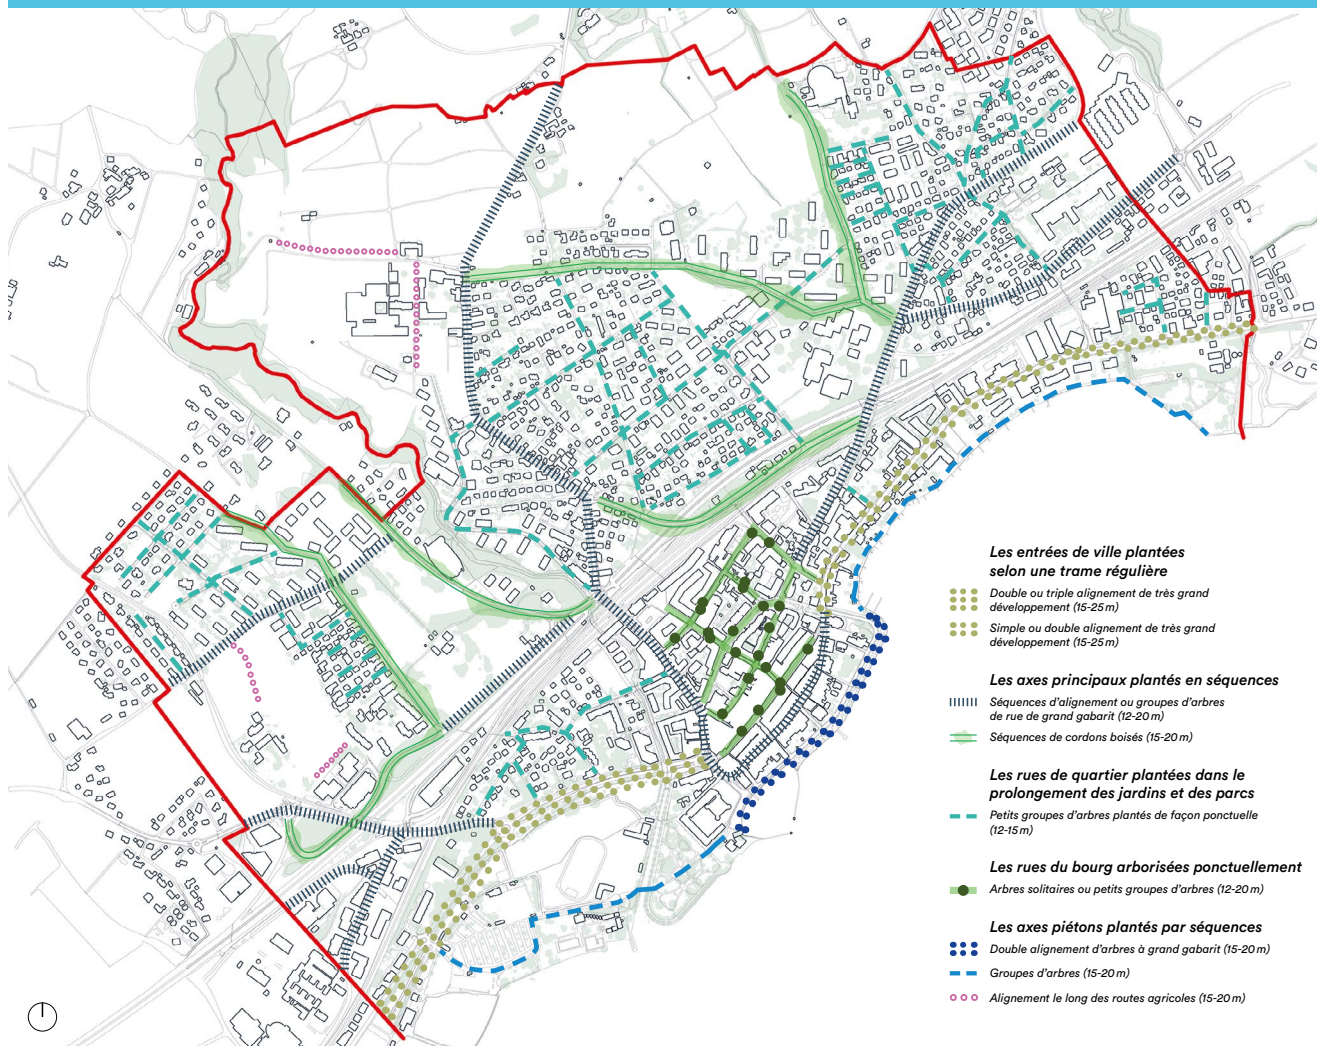 Les entrées de ville plantées
selon une trame régulière
Double ou triple alignement de très grand
développement (15-25 m)
Simple ou double alignement de très grand
développement (15-25 m)
Les axes principaux plantés en séquences
Séquences d'alignement ou groupes d'arbres
de rue de grand gabarit (12-20 m)
Séquences de cordons boisés (15-20 m)
Les rues de quartier plantées dans le
prolongement des jardins et des parcs
Petits groupes d'arbres plantés de façon ponctuelle
(12-15 m)
Les rues du bourg arborisées ponctuellement
Arbres solitaires ou petits groupes d'arbres (12-20 m)
Les axes piétons plantés par séquences
Double alignement d'arbres à grand gabarit (15-20 m)
Groupes d'arbres (15-20 m)
Alignement le long des routes agricoles (15-20 m)